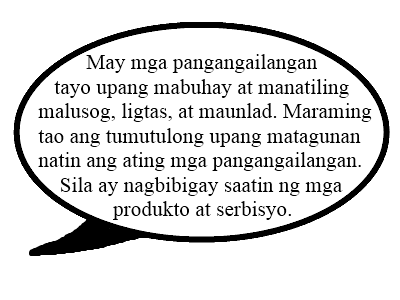 May mga pangangailangan
tayo upang mabuhay at manatiling
malusog, ligtas, at maunlad. Maraming
tao ang tumutulong upang matagunan
natin ang ating mga pangangailangan.
Sila ay nagbibigay saatin ng mga
produkto at serbisyo.